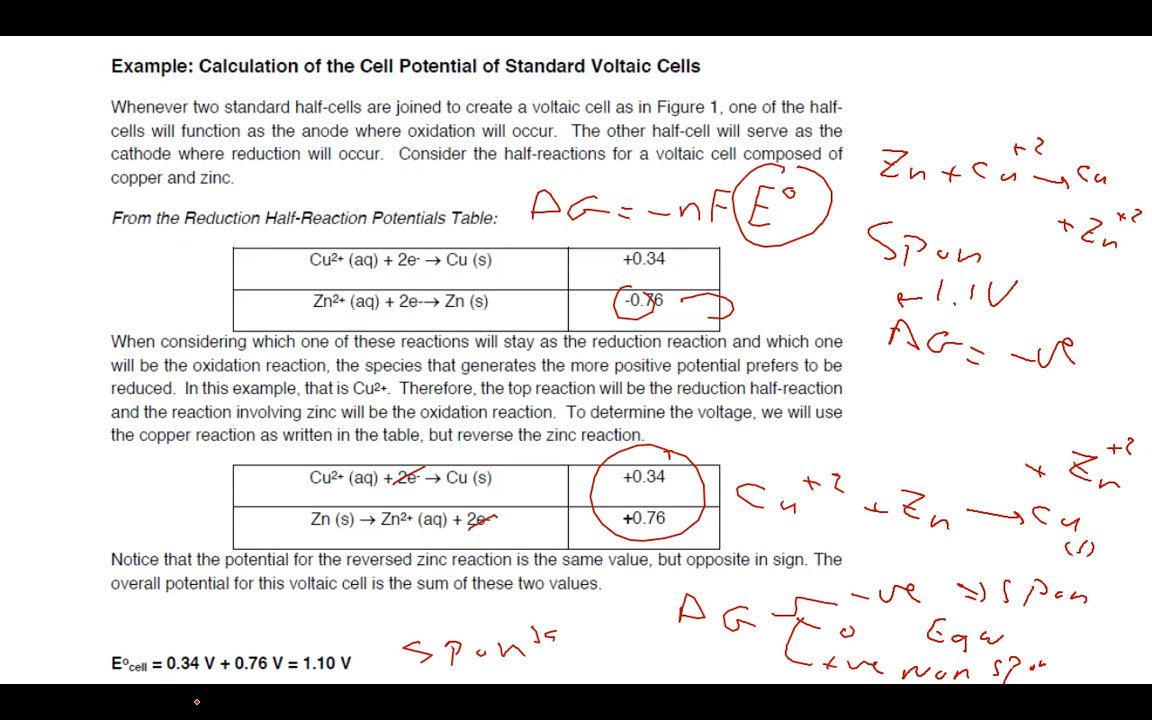 Example: Calculation of the Cell Potential of Standard Voltaic Cells
Whenever two standard half-cells are joined to create a voltaic cell as in Figure 1, one of the half-
cells will function as the anode where oxidation will occur. The other half-cell will serve as the
cathode where reduction will occur. Consider the half-reactions for a voltaic cell composed of
copper and zinc.
From the Reduction Half-Reaction Potentials Table:
ΔG = -nFE°
Cu²⁺ (aq) + 2e⁻ → Cu (s) +0.34
Zn²⁺ (aq) + 2e-→ Zn (s) -0.76
Zn + Cu⁺² → Cu
+ Zn⁺²
Span
← 1.1V
ΔG = -ve
When considering which one of these reactions will stay as the reduction reaction and which one
will be the oxidation reaction, the species that generates the more positive potential prefers to be
reduced. In this example, that is Cu²⁺. Therefore, the top reaction will be the reduction half-reaction
and the reaction involving zinc will be the oxidation reaction. To determine the voltage, we will use
the copper reaction as written in the table, but reverse the zinc reaction.
Cu²⁺ (aq) + 2e⁻ → Cu (s) +0.34
Zn (s) → Zn²⁺ (aq) + 2e- +0.76
+ Zn⁺²
Cu⁺² + Zn → Cu
(s)
Notice that the potential for the reversed zinc reaction is the same value, but opposite in sign. The
overall potential for this voltaic cell is the sum of these two values.
ΔG -ve => Span
0 Equ
+ve non Spon
E°cell = 0.34 V + 0.76 V = 1.10 V